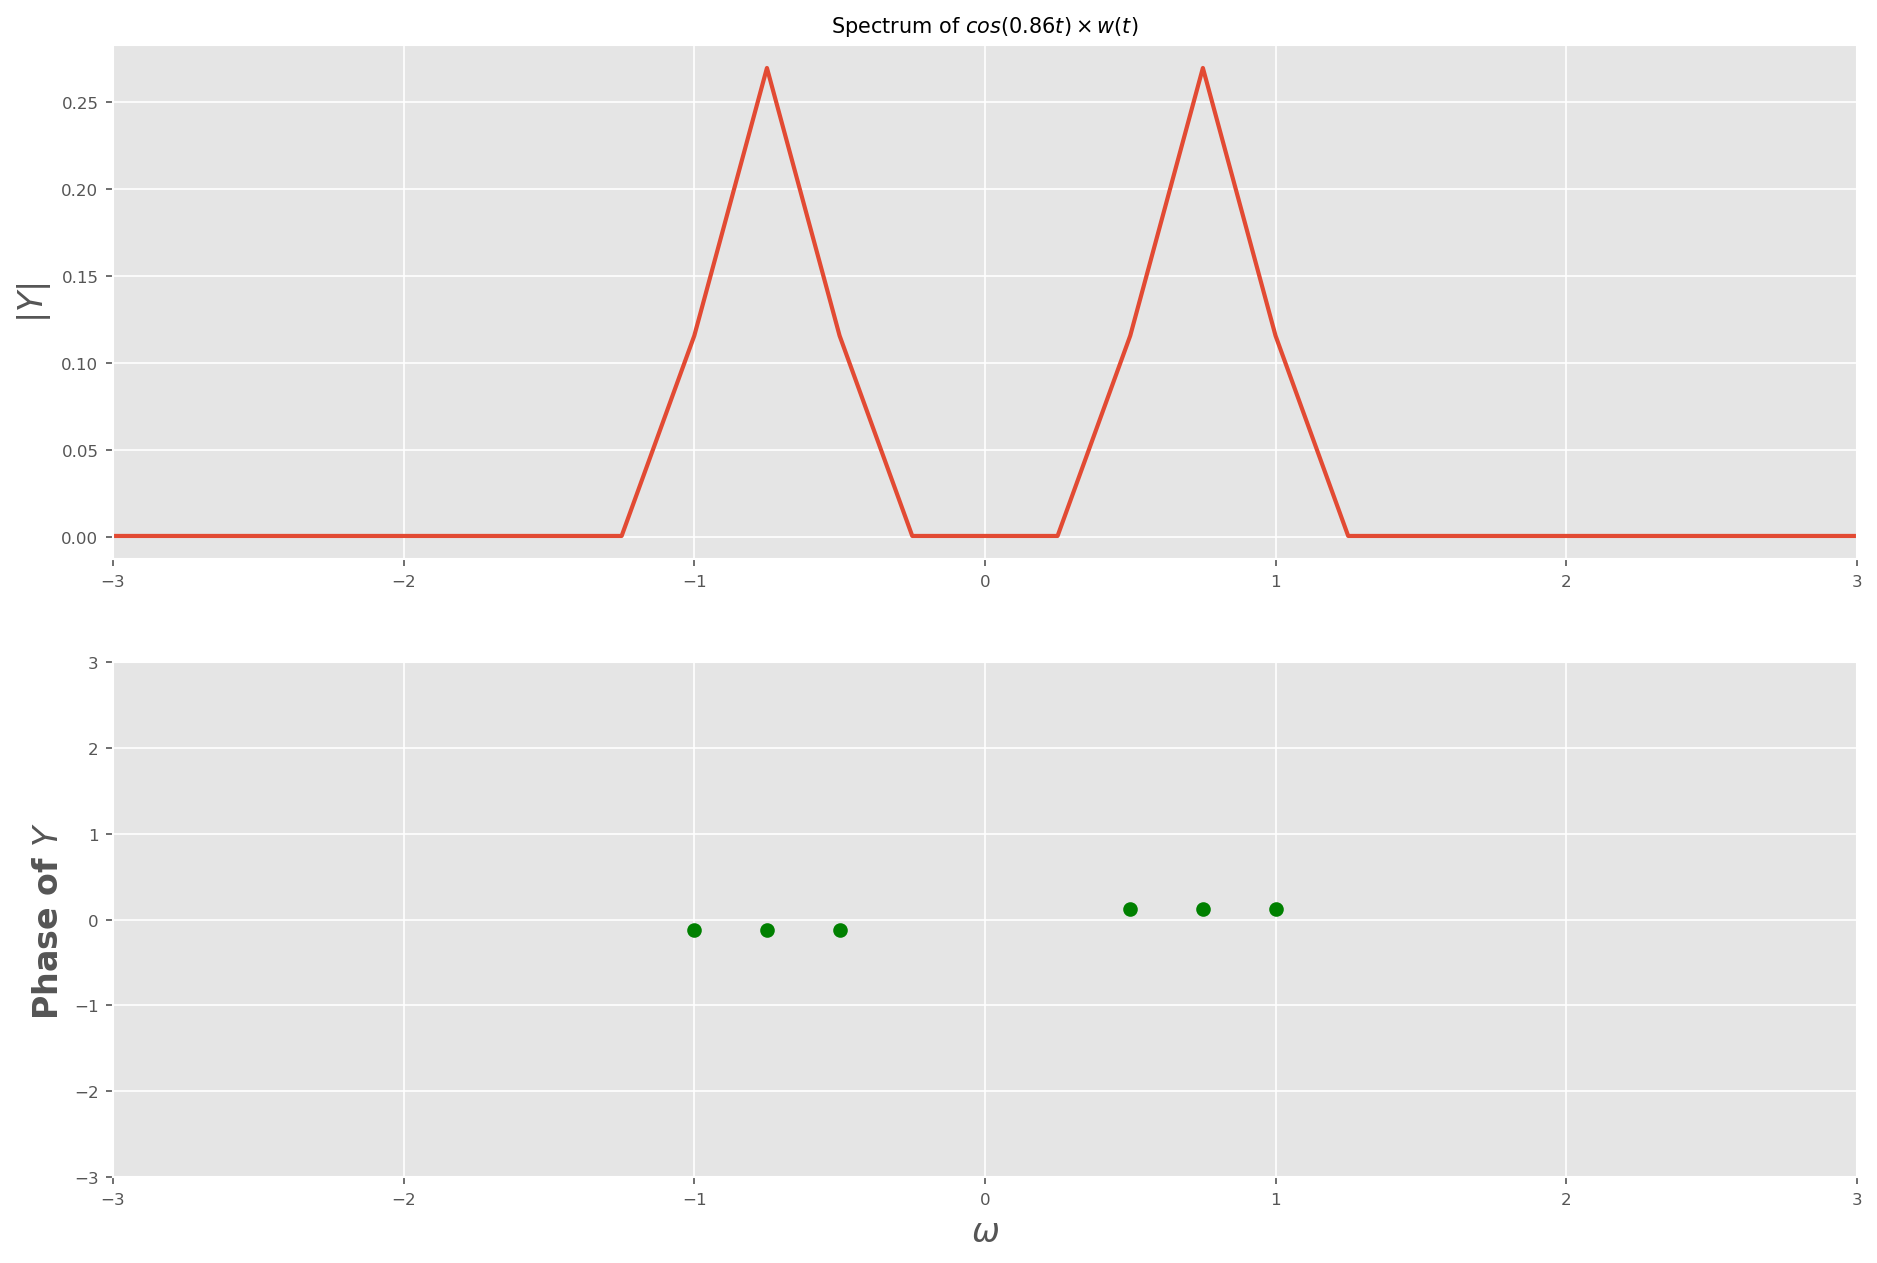 Spectrum of cos(0.86t) × w(t)
|Y|
0.25
0.20
0.15
0.10
0.05
0.00
−3 −2 −1 0 1 2 3
Phase of Y
3
2
1
0
−1
−2
−3
−3 −2 −1 0 1 2 3
ω